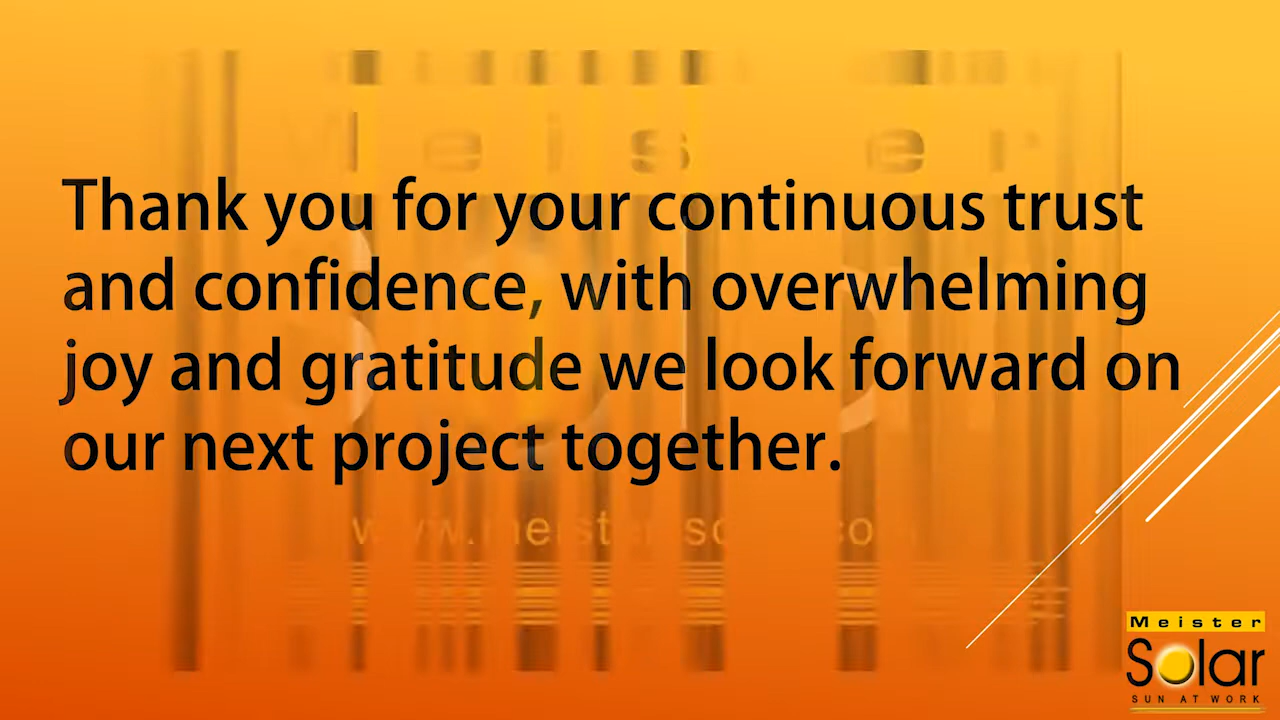 Thank you for your continuous trust
and confidence, with overwhelming
joy and gratitude we look forward on
our next project together.
Meister
Solar
SUN AT WORK